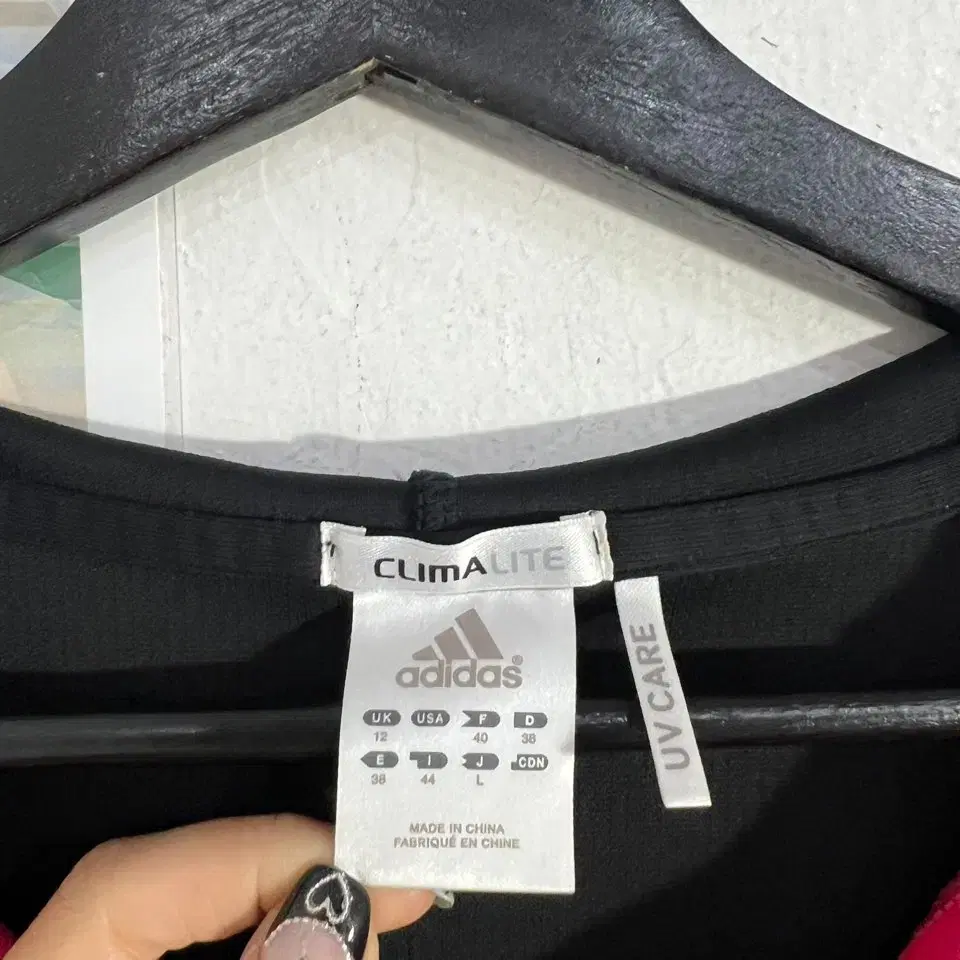 CLIMALITE
adidas®
UK USA F D
12 40 38
E I J CDN
38 44 L
MADE IN CHINA
FABRIQUÉ EN CHINE
UV CARE